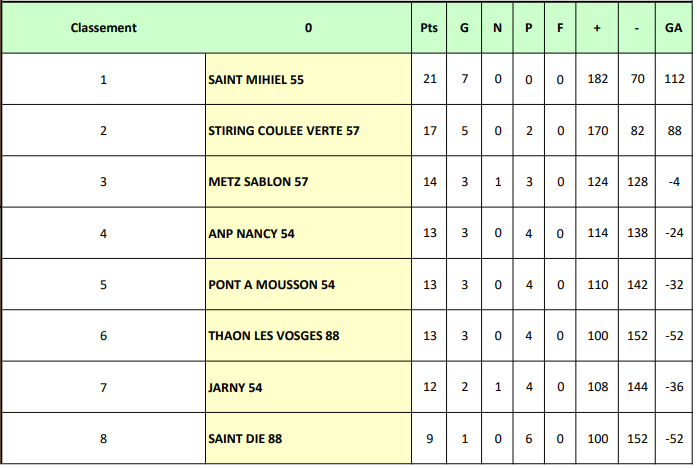 Classement 0 Pts G N P F + - GA
1 SAINT MIHIEL 55 21 7 0 0 0 182 70 112
2 STIRING COULEE VERTE 57 17 5 0 2 0 170 82 88
3 METZ SABLON 57 14 3 1 3 0 124 128 -4
4 ANP NANCY 54 13 3 0 4 0 114 138 -24
5 PONT A MOUSSON 54 13 3 0 4 0 110 142 -32
6 THAON LES VOSGES 88 13 3 0 4 0 100 152 -52
7 JARNY 54 12 2 1 4 0 108 144 -36
8 SAINT DIE 88 9 1 0 6 0 100 152 -52